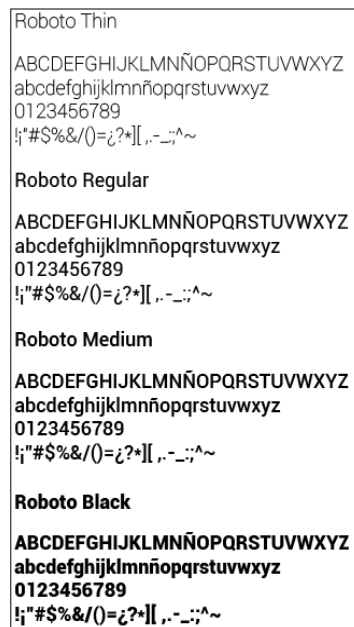 Roboto Thin
ABCDEFGHIJKLMNÑOPQRSTUVWXYZ
abcdefghijklmnñopqrstuvwxyz
0123456789
!¡"#$%&/()=¿?*][ ,.-_:;^~
Roboto Regular
ABCDEFGHIJKLMNÑOPQRSTUVWXYZ
abcdefghijklmnñopqrstuvwxyz
0123456789
!¡"#$%&/()=¿?*][ ,.-_:;^~
Roboto Medium
ABCDEFGHIJKLMNÑOPQRSTUVWXYZ
abcdefghijklmnñopqrstuvwxyz
0123456789
!¡"#$%&/()=¿?*][ ,.-_:;^~
Roboto Black
ABCDEFGHIJKLMNÑOPQRSTUVWXYZ
abcdefghijklmnñopqrstuvwxyz
0123456789
!¡"#$%&/()=¿?*][ ,.-_:;^~